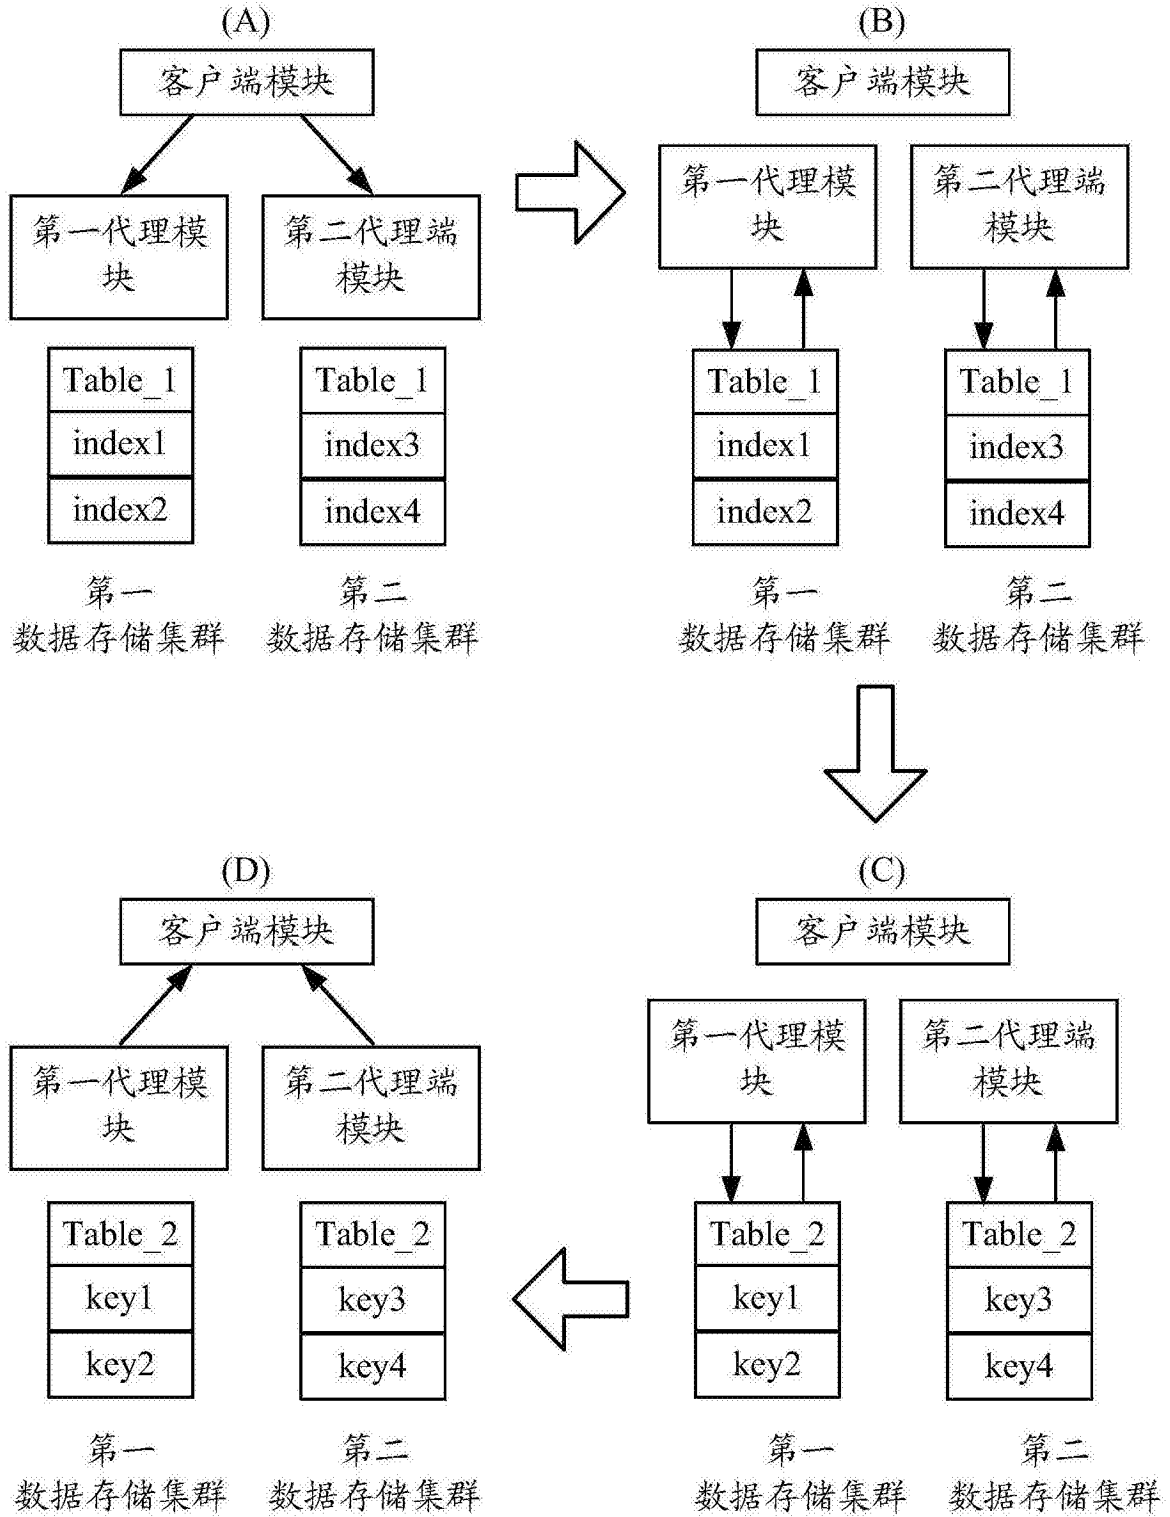 (A)
客户端模块
第一代理模
块
第二代理端
模块
Table_1
index1
index2
Table_1
index3
index4
第一
数据存储集群
第二
数据存储集群
(B)
客户端模块
第一代理模
块
第二代理端
模块
Table_1
index1
index2
Table_1
index3
index4
第一
数据存储集群
第二
数据存储集群
(C)
客户端模块
第一代理模
块
第二代理端
模块
Table_2
key1
key2
Table_2
key3
key4
第一
数据存储集群
第二
数据存储集群
(D)
客户端模块
第一代理模
块
第二代理端
模块
Table_2
key1
key2
Table_2
key3
key4
第一
数据存储集群
第二
数据存储集群